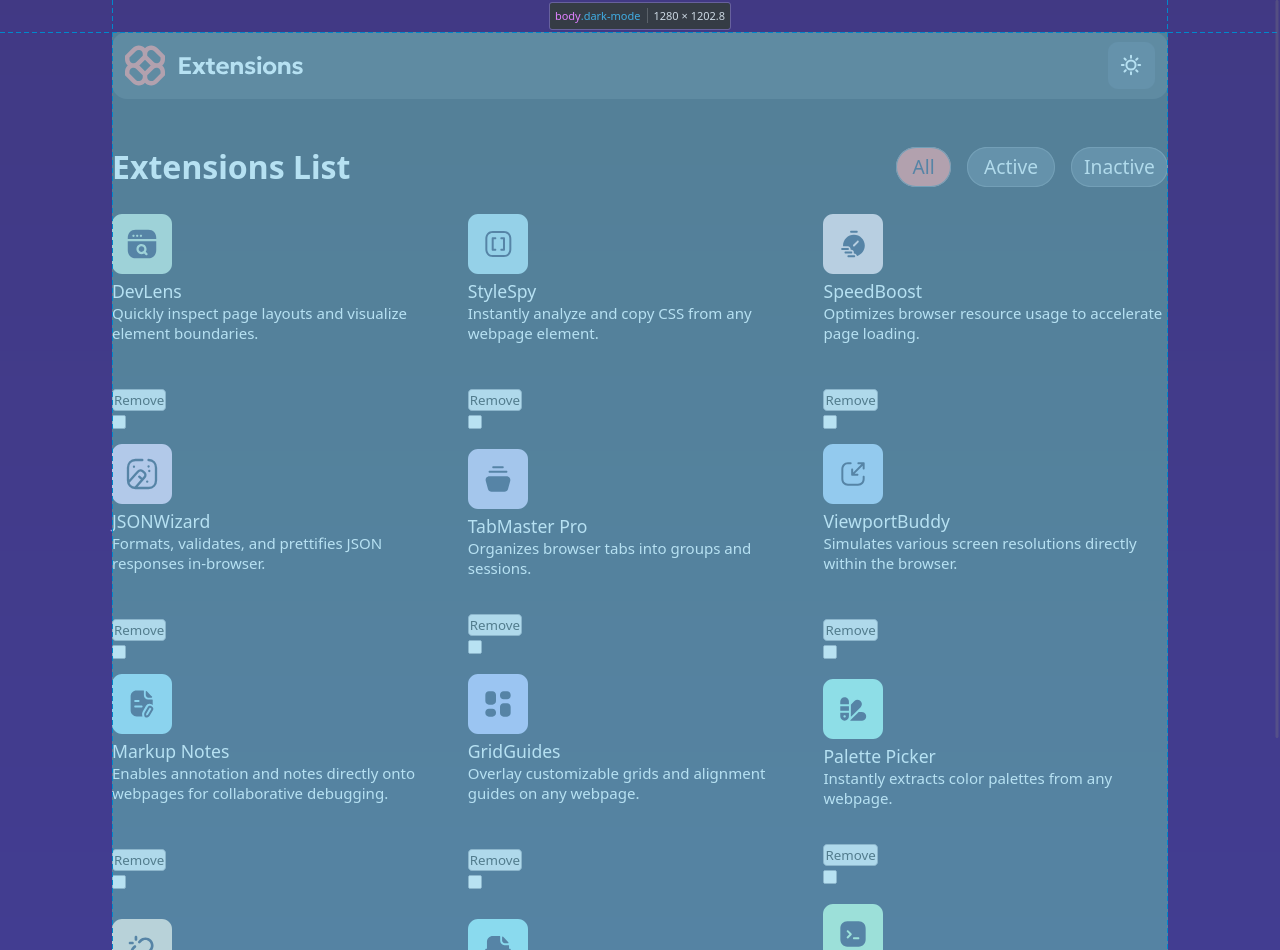 body.dark-mode 1280 × 1202.8
Extensions
Extensions List
All Active Inactive
DevLens
Quickly inspect page layouts and visualize
element boundaries.
Remove
StyleSpy
Instantly analyze and copy CSS from any
webpage element.
Remove
SpeedBoost
Optimizes browser resource usage to accelerate
page loading.
Remove
JSONWizard
Formats, validates, and prettifies JSON
responses in-browser.
Remove
TabMaster Pro
Organizes browser tabs into groups and
sessions.
Remove
ViewportBuddy
Simulates various screen resolutions directly
within the browser.
Remove
Markup Notes
Enables annotation and notes directly onto
webpages for collaborative debugging.
Remove
GridGuides
Overlay customizable grids and alignment
guides on any webpage.
Remove
Palette Picker
Instantly extracts color palettes from any
webpage.
Remove